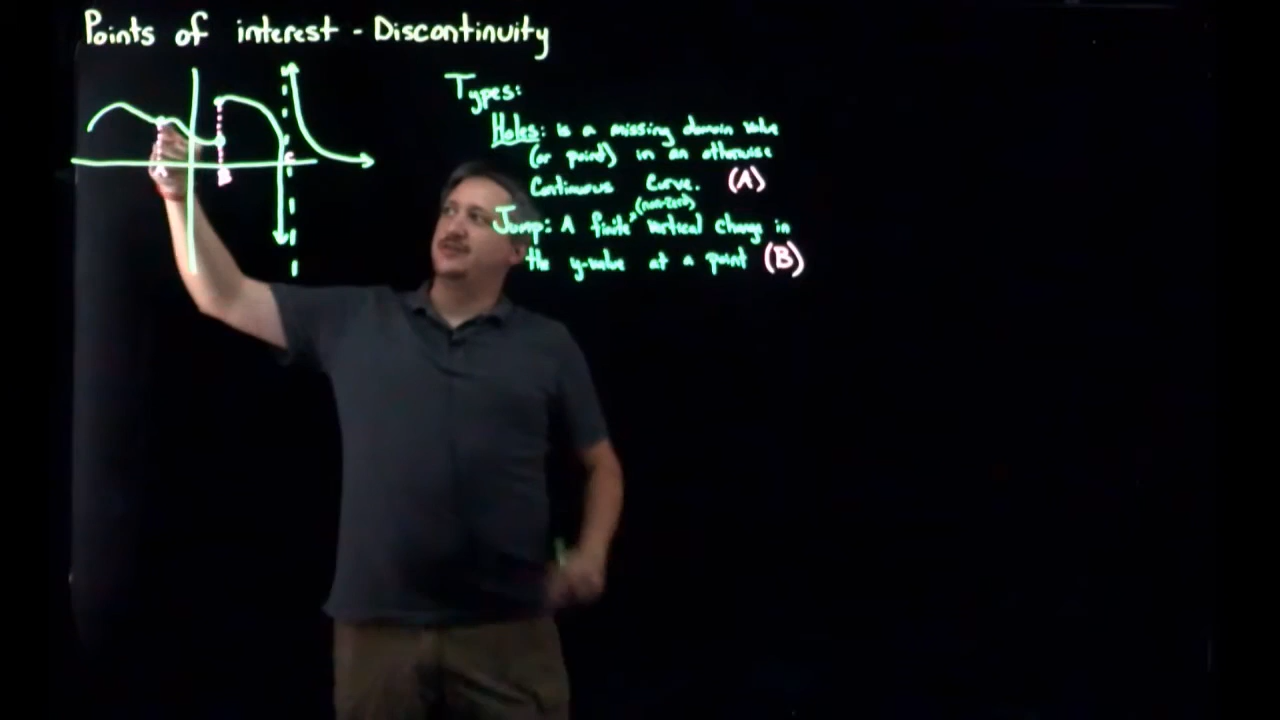 Points of interest - Discontinuity
Types:
Holes: is a missing domain value
(or point) in an otherwise
Continuous Curve. (A)
(non-zero)
Jump: A finite vertical change in
the y-value at a point (B)
A
B
C